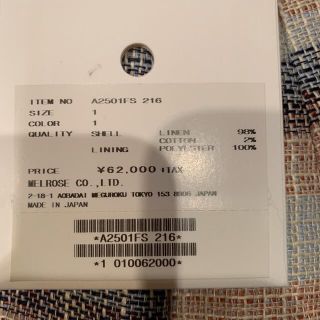 ITEM NO A2501FS 216
SIZE 1
COLOR 1
QUALITY SHELL LINEN 98%
COTTON 2%
LINING POLYESTER 100%
PRICE ¥62,000+TAX
MELROSE CO.,LTD.
2-18-1 AOBADAI MEGUROKU TOKYO 153-8606 JAPAN
MADE IN JAPAN
*A2501FS 216*
*1 010062000*